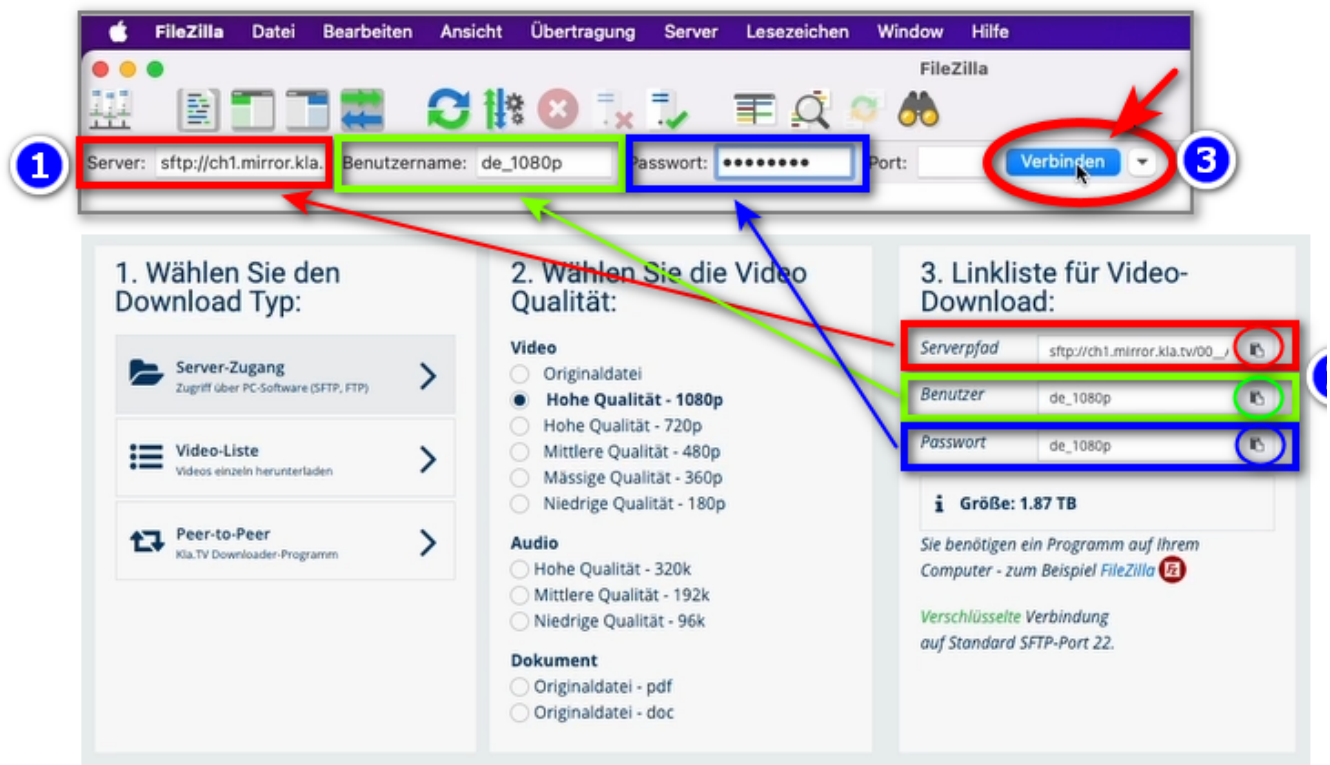 FileZilla Datei Bearbeiten Ansicht Übertragung Server Lesezeichen Window Hilfe
FileZilla
1 Server: sftp://ch1.mirror.kla. Benutzername: de_1080p Passwort: •••••••• Port: Verbinden 3
1. Wählen Sie den
Download Typ:
Server-Zugang
Zugriff über PC-Software (SFTP, FTP)
Video-Liste
Videos einzeln herunterladen
Peer-to-Peer
Kla.TV Downloader-Programm
2. Wählen Sie die Video
Qualität:
Video
Originaldatei
Hohe Qualität - 1080p
Hohe Qualität - 720p
Mittlere Qualität - 480p
Mässige Qualität - 360p
Niedrige Qualität - 180p
Audio
Hohe Qualität - 320k
Mittlere Qualität - 192k
Niedrige Qualität - 96k
Dokument
Originaldatei - pdf
Originaldatei - doc
3. Linkliste für Video-
Download:
Serverpfad sftp://ch1.mirror.kla.tv/00_
Benutzer de_1080p
Passwort de_1080p
i Größe: 1.87 TB
Sie benötigen ein Programm auf Ihrem
Computer - zum Beispiel FileZilla Fz
Verschlüsselte Verbindung
auf Standard SFTP-Port 22.